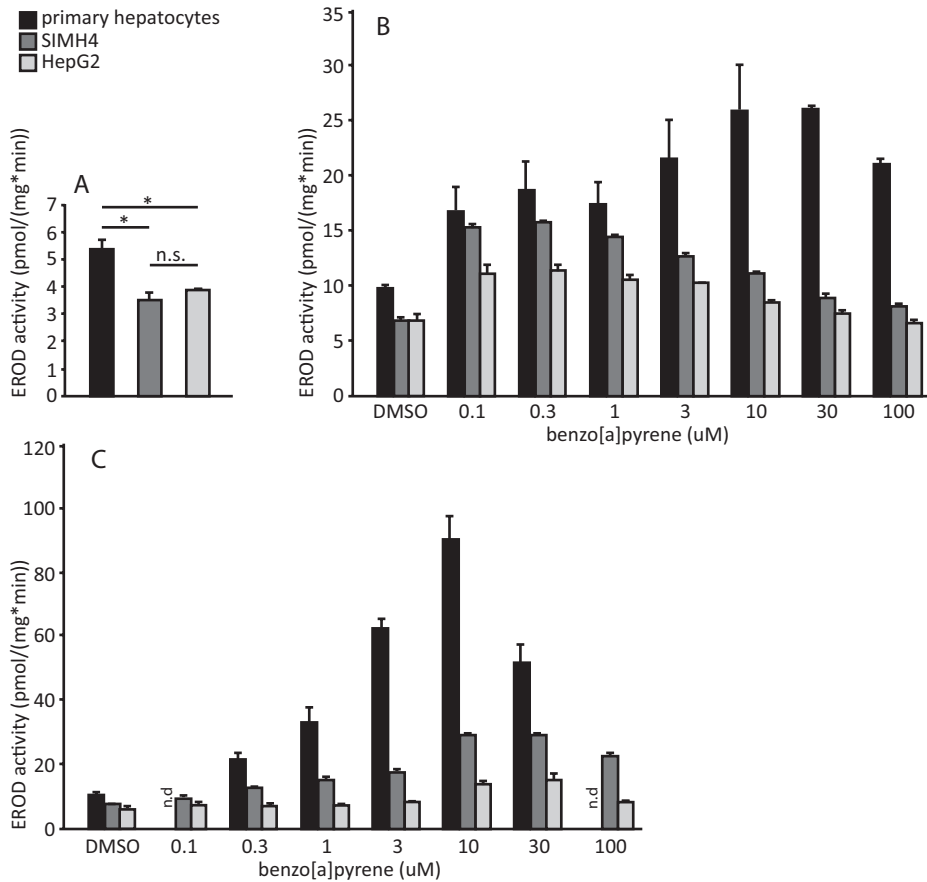 primary hepatocytes
SIMH4
HepG2
A
EROD activity (pmol/(mg*min))
7
6
5
4
3
2
1
0
*
*
n.s.
B
EROD activity (pmol/(mg*min))
35
30
25
20
15
10
5
0
DMSO 0.1 0.3 1 3 10 30 100
benzo[a]pyrene (uM)
C
EROD activity (pmol/(mg*min))
120
100
80
60
40
20
0
n.d
n.d
DMSO 0.1 0.3 1 3 10 30 100
benzo[a]pyrene (uM)